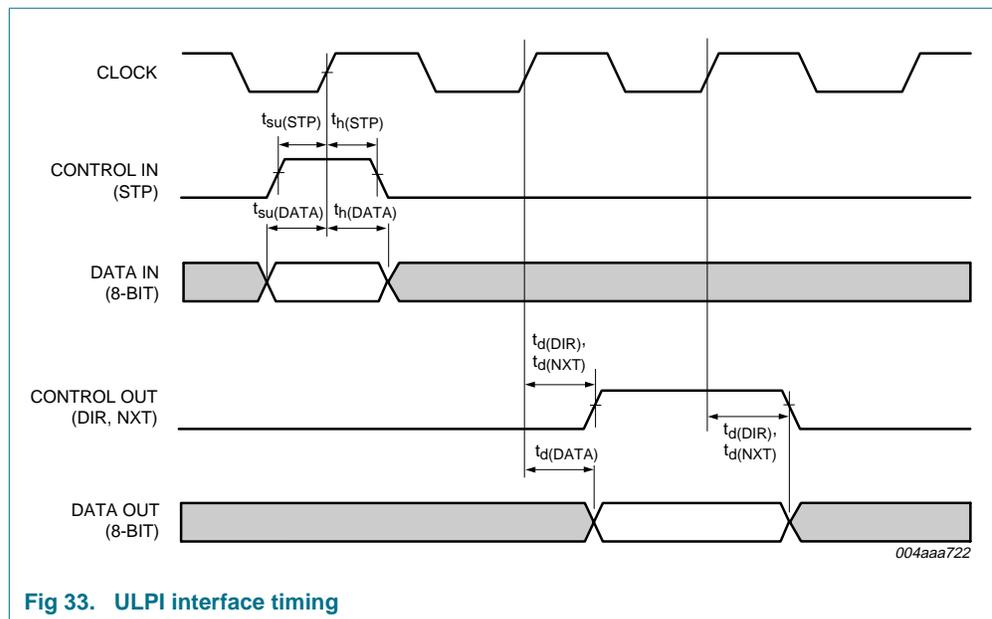 CLOCK
tsu(STP) th(STP)
CONTROL IN
(STP)
tsu(DATA) th(DATA)
DATA IN
(8-BIT)
td(DIR),
td(NXT)
CONTROL OUT
(DIR, NXT)
td(DIR),
td(NXT)
td(DATA)
DATA OUT
(8-BIT)
004aaa722
Fig 33. ULPI interface timing